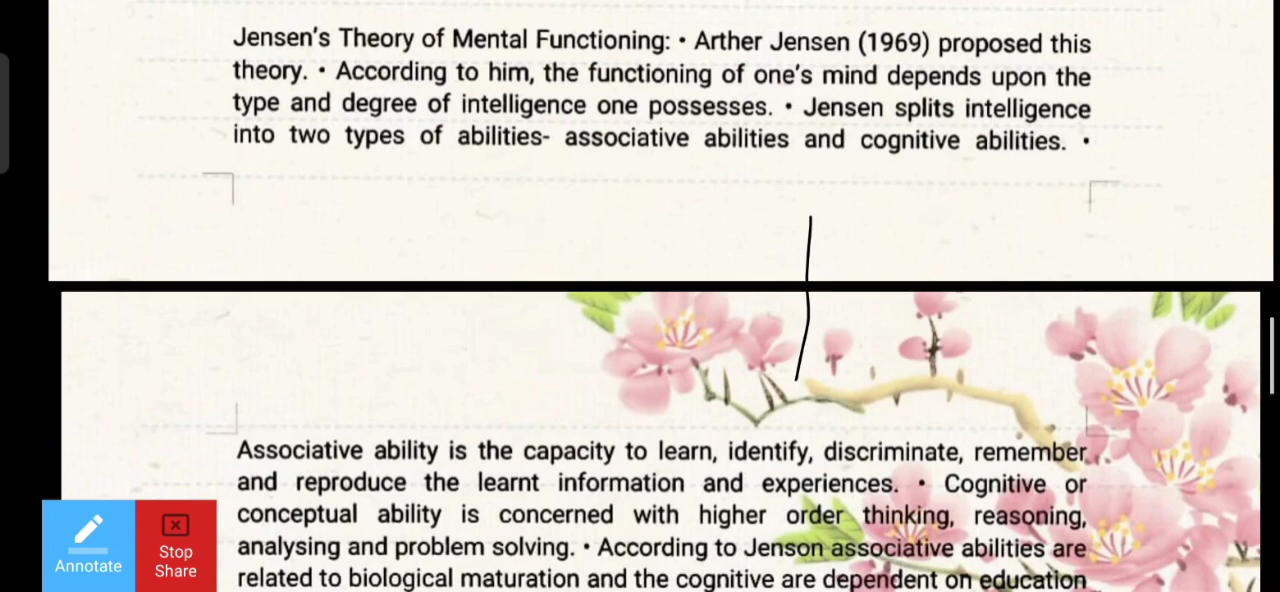 Jensen's Theory of Mental Functioning: • Arther Jensen (1969) proposed this
theory. • According to him, the functioning of one's mind depends upon the
type and degree of intelligence one possesses. • Jensen splits intelligence
into two types of abilities- associative abilities and cognitive abilities. •
Associative ability is the capacity to learn, identify, discriminate, remember
and reproduce the learnt information and experiences. • Cognitive or
conceptual ability is concerned with higher order thinking, reasoning,
analysing and problem solving. • According to Jenson associative abilities are
related to biological maturation and the cognitive are dependent on education
Annotate
Stop
Share